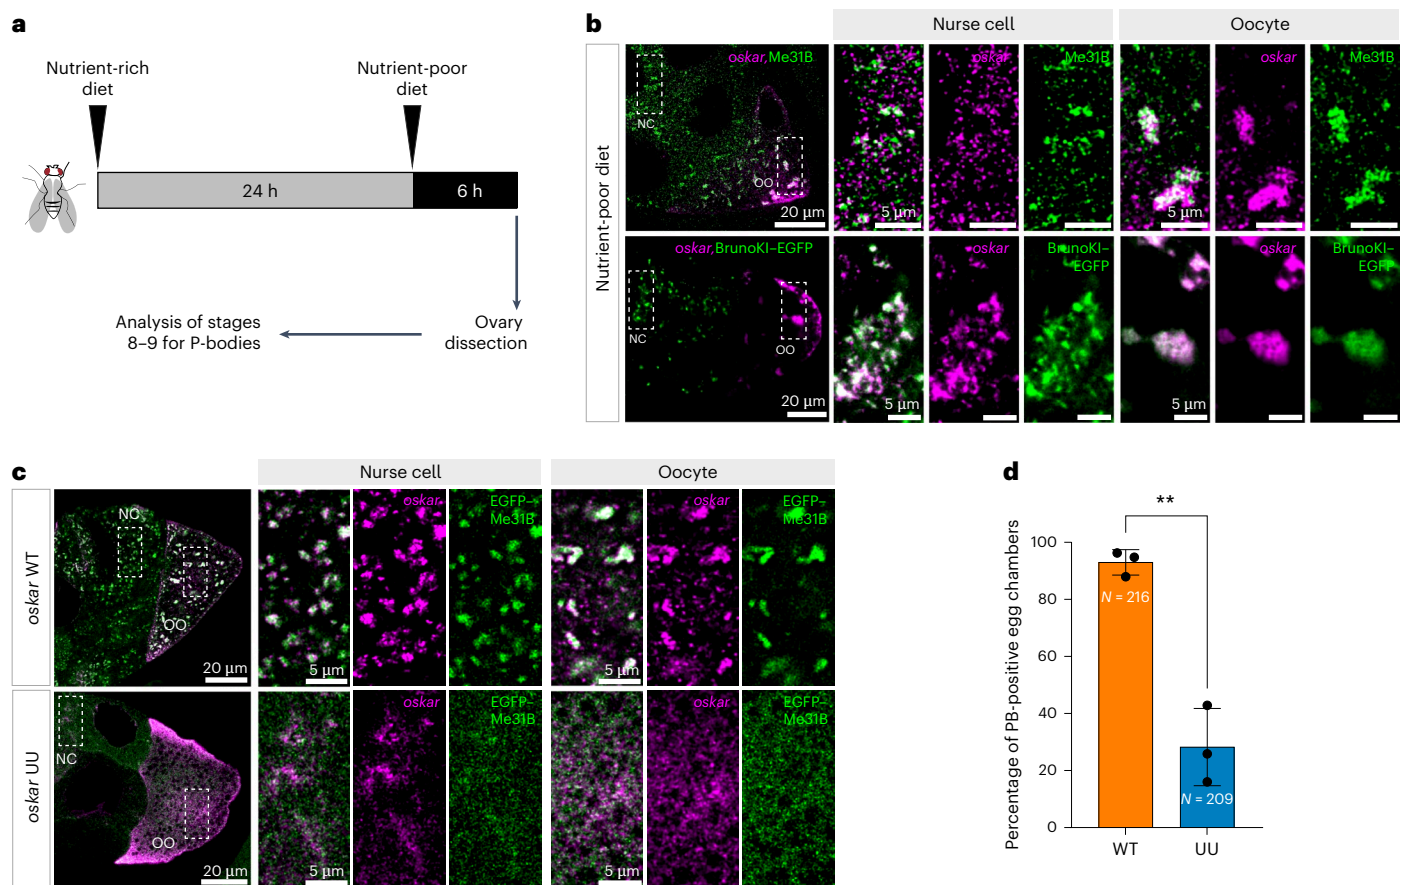 a
Nutrient-rich
diet
Nutrient-poor
diet
24 h
6 h
Ovary
dissection
Analysis of stages
8–9 for P-bodies
b
Nurse cell
Oocyte
Nutrient-poor diet
oskar,Me31B
NC
OO
20 µm
5 µm
oskar
Me31B
5 µm
oskar
Me31B
oskar,BrunoKI–EGFP
NC
OO
20 µm
5 µm
oskar
BrunoKI–
EGFP
5 µm
oskar
BrunoKI–
EGFP
c
Nurse cell
Oocyte
oskar WT
NC
OO
20 µm
5 µm
oskar
EGFP–
Me31B
5 µm
oskar
EGFP–
Me31B
oskar UU
NC
OO
20 µm
5 µm
oskar
EGFP–
Me31B
5 µm
oskar
EGFP–
Me31B
d
**
Percentage of PB-positive egg chambers
100
80
60
40
20
0
N = 216
N = 209
WT
UU